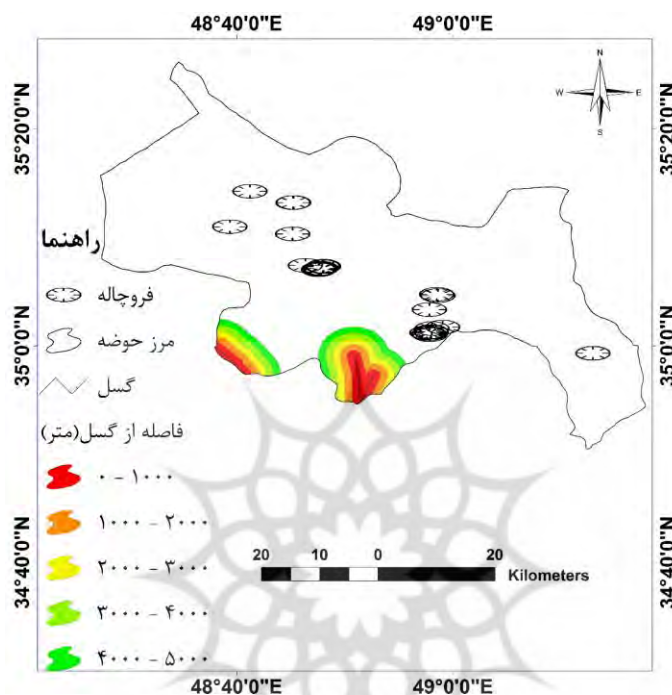 48°40'0"E
49°0'0"E
N
W
E
S
35°20'0"N
35°20'0"N
راهنما
فروچاله
مرز حوضه
گسل
فاصله از گسل(متر)
۰ - ۱۰۰۰
۱۰۰۰ - ۲۰۰۰
۲۰۰۰ - ۳۰۰۰
۳۰۰۰ - ۴۰۰۰
۴۰۰۰ - ۵۰۰۰
35°0'0"N
35°0'0"N
34°40'0"N
34°40'0"N
20
10
0
20
Kilometers
48°40'0"E
49°0'0"E